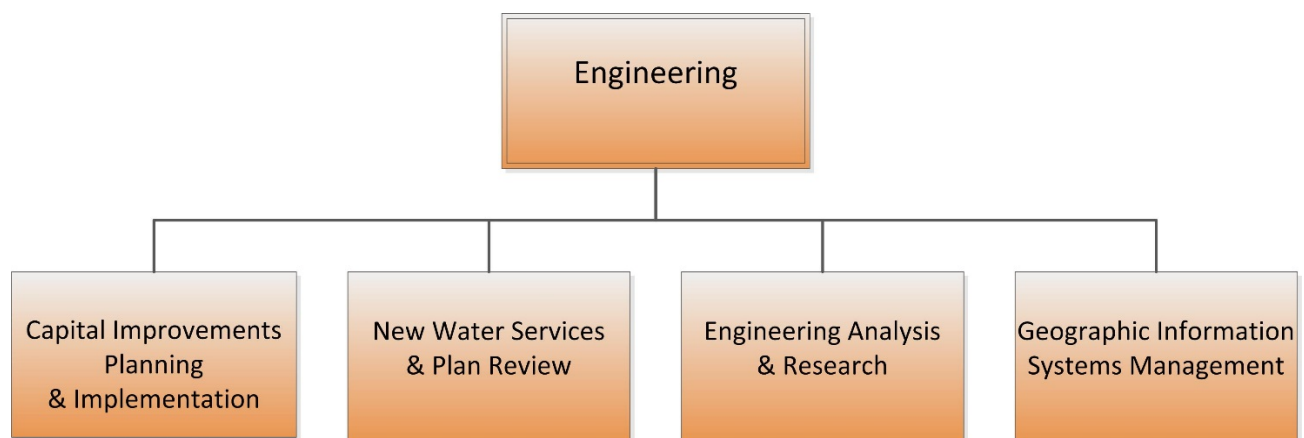 Engineering
Capital Improvements
Planning
& Implementation
New Water Services
& Plan Review
Engineering Analysis
& Research
Geographic Information
Systems Management